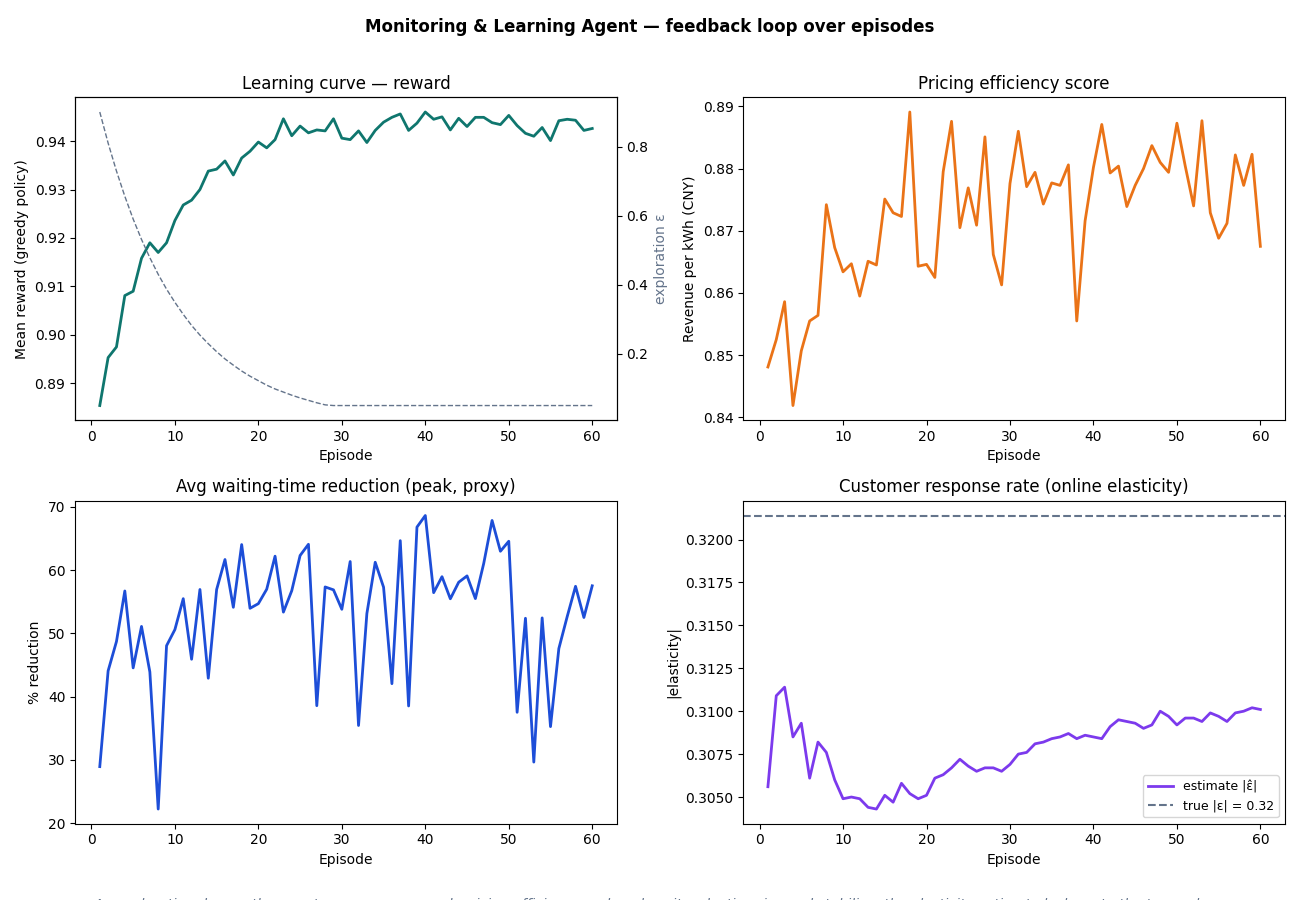 Monitoring & Learning Agent — feedback loop over episodes
Learning curve — reward
Mean reward (greedy policy)
0.94
0.93
0.92
0.91
0.90
0.89
0.8
0.6
0.4
0.2
exploration ε
0 10 20 30 40 50 60
Episode
Pricing efficiency score
Revenue per kWh (CNY)
0.89
0.88
0.87
0.86
0.85
0.84
0 10 20 30 40 50 60
Episode
Avg waiting-time reduction (peak, proxy)
% reduction
70
60
50
40
30
20
0 10 20 30 40 50 60
Episode
Customer response rate (online elasticity)
|elasticity|
0.3200
0.3175
0.3150
0.3125
0.3100
0.3075
0.3050
estimate |ε̂|
true |ε| = 0.32
0 10 20 30 40 50 60
Episode